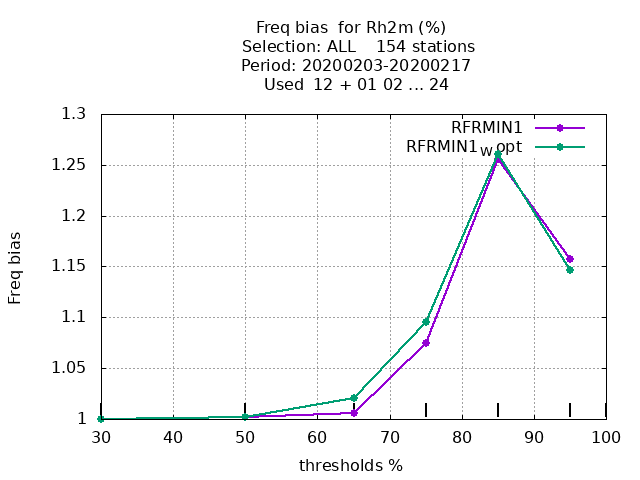 Freq bias  for Rh2m (%)
Selection: ALL    154 stations
Period: 20200203-20200217
Used  12 + 01 02 ... 24
RFRMIN1
RFRMIN1wopt
1.3
1.25
1.2
1.15
1.1
1.05
1
Freq bias
30 40 50 60 70 80 90 100
thresholds %